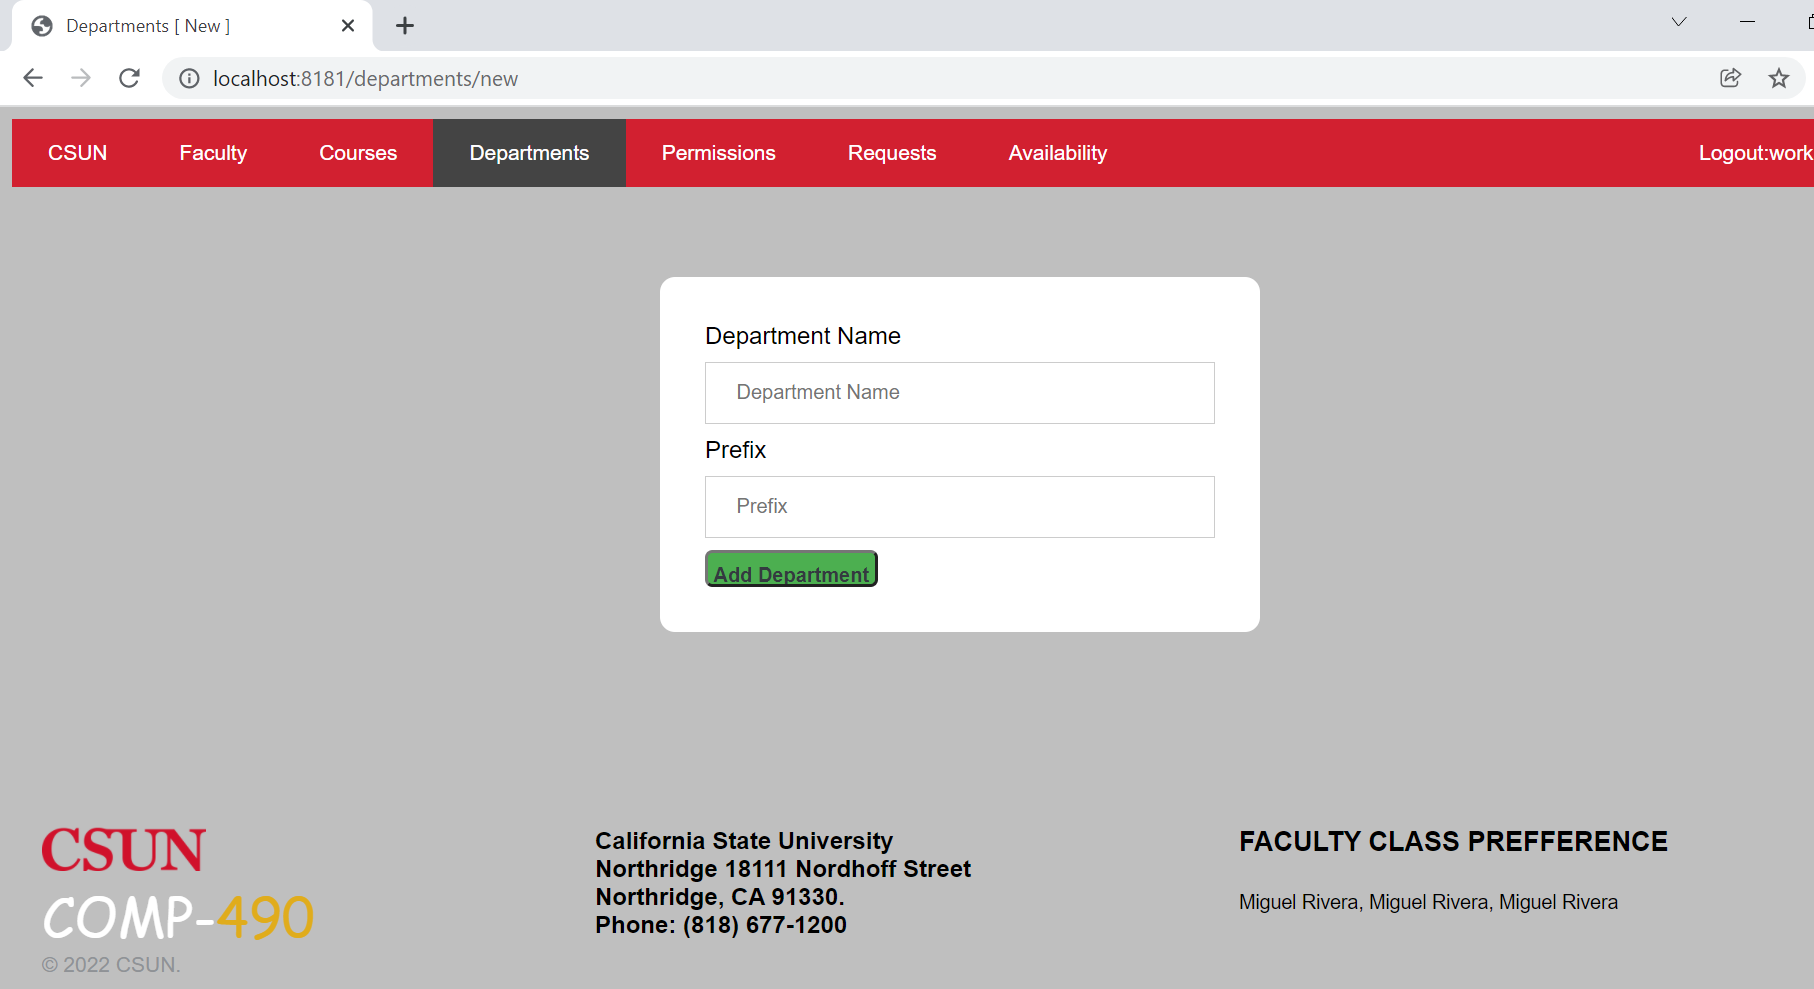 Departments [ New ]
localhost:8181/departments/new
CSUN Faculty Courses Departments Permissions Requests Availability Logout:work
Department Name
Department Name
Prefix
Prefix
Add Department
CSUN
COMP-490
© 2022 CSUN.
California State University
Northridge 18111 Nordhoff Street
Northridge, CA 91330.
Phone: (818) 677-1200
FACULTY CLASS PREFFERENCE
Miguel Rivera, Miguel Rivera, Miguel Rivera